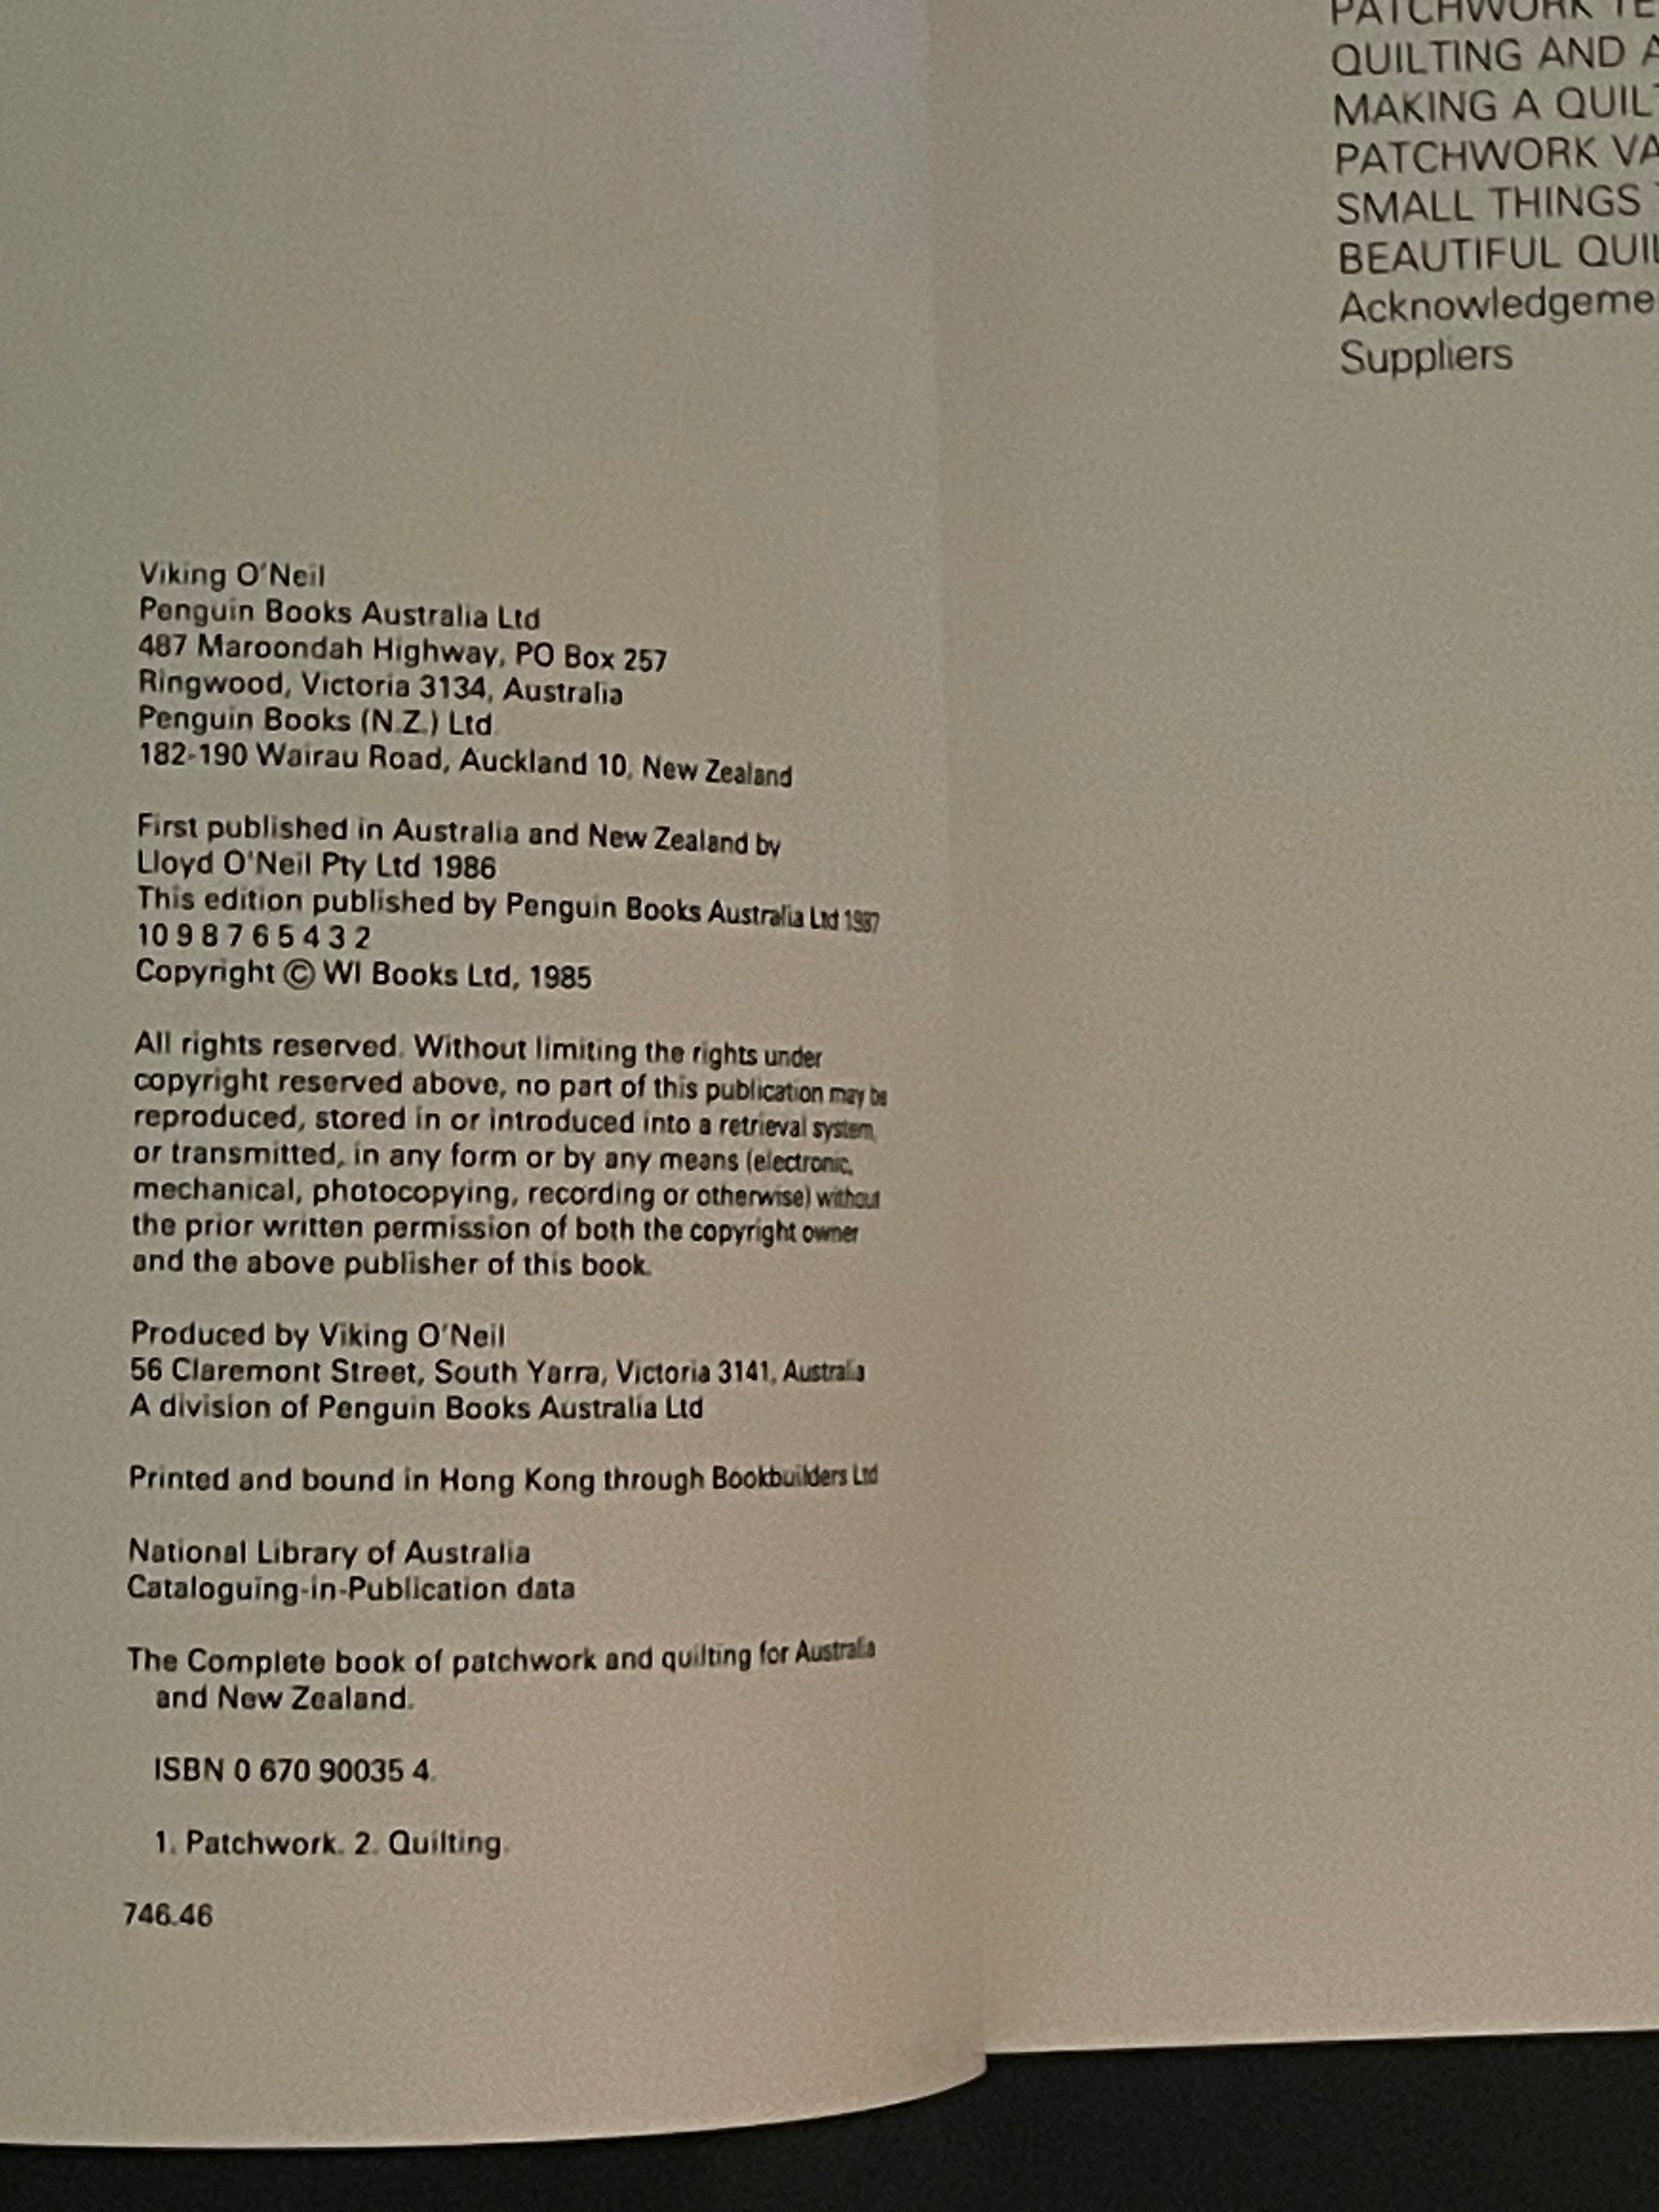 Viking O'Neil
Penguin Books Australia Ltd
487 Maroondah Highway, PO Box 257
Ringwood, Victoria 3134, Australia
Penguin Books (N.Z.) Ltd
182-190 Wairau Road, Auckland 10, New Zealand
First published in Australia and New Zealand by
Lloyd O'Neil Pty Ltd 1986
This edition published by Penguin Books Australia Ltd 1987
10 9 8 7 6 5 4 3 2
Copyright © WI Books Ltd, 1985
All rights reserved. Without limiting the rights under
copyright reserved above, no part of this publication may be
reproduced, stored in or introduced into a retrieval system,
or transmitted, in any form or by any means (electronic,
mechanical, photocopying, recording or otherwise) without
the prior written permission of both the copyright owner
and the above publisher of this book.
Produced by Viking O'Neil
56 Claremont Street, South Yarra, Victoria 3141, Australia
A division of Penguin Books Australia Ltd
Printed and bound in Hong Kong through Bookbuilders Ltd
National Library of Australia
Cataloguing-in-Publication data
The Complete book of patchwork and quilting for Australia
and New Zealand.
ISBN 0 670 90035 4.
1. Patchwork. 2. Quilting.
746.46
PATCHWORK TE
QUILTING AND A
MAKING A QUILT
PATCHWORK VA
SMALL THINGS T
BEAUTIFUL QUIL
Acknowledgeme
Suppliers